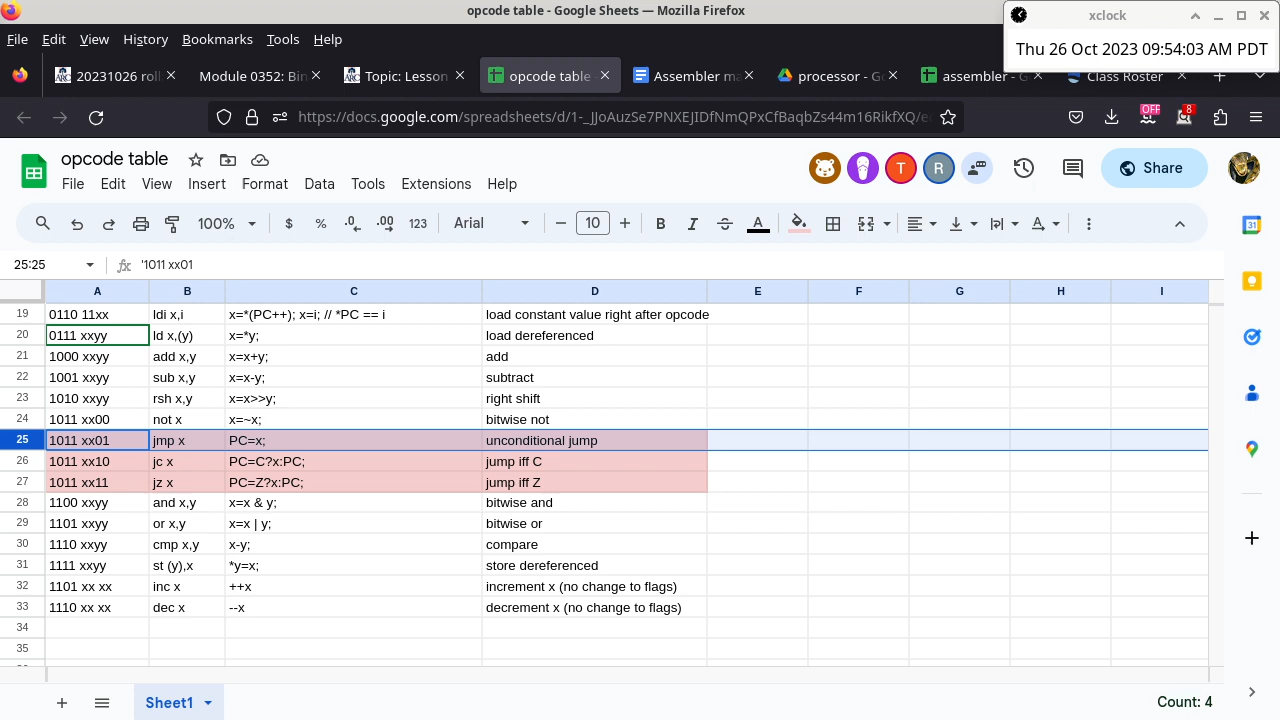 opcode table - Google Sheets — Mozilla Firefox
xclock
Thu 26 Oct 2023 09:54:03 AM PDT
File Edit View History Bookmarks Tools Help
20231026 roll
Module 0352: Bin
Topic: Lesson
opcode table -
Assembler ma
processor - Go
assembler - G
Class Roster
https://docs.google.com/spreadsheets/d/1-_JJoAuzSe7PNXEJIDfNmQPxCfBaqbZs44m16RikfXQ/ed
OFF
8
opcode table
File Edit View Insert Format Data Tools Extensions Help
T
R
Share
100% $ % .0 .00 123 Arial 10 B I A
31
25:25 fx '1011 xx01
A B C D E F G H I
19 0110 11xx ldi x,i x=*(PC++); x=i; // *PC == i load constant value right after opcode
20 0111 xxyy ld x,(y) x=*y; load dereferenced
21 1000 xxyy add x,y x=x+y; add
22 1001 xxyy sub x,y x=x-y; subtract
23 1010 xxyy rsh x,y x=x>>y; right shift
24 1011 xx00 not x x=~x; bitwise not
25 1011 xx01 jmp x PC=x; unconditional jump
26 1011 xx10 jc x PC=C?x:PC; jump iff C
27 1011 xx11 jz x PC=Z?x:PC; jump iff Z
28 1100 xxyy and x,y x=x & y; bitwise and
29 1101 xxyy or x,y x=x | y; bitwise or
30 1110 xxyy cmp x,y x-y; compare
31 1111 xxyy st (y),x *y=x; store dereferenced
32 1101 xx xx inc x ++x increment x (no change to flags)
33 1110 xx xx dec x --x decrement x (no change to flags)
34
35
Sheet1
Count: 4